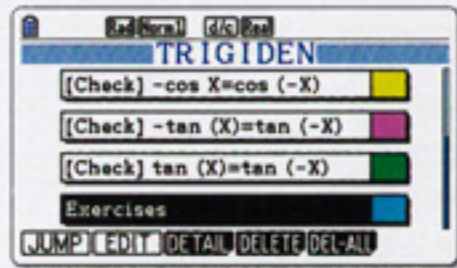 Rad Norm1 d/c Real
TRIGIDEN
[Check] -cos X=cos (-X)
[Check] -tan (X)=tan (-X)
[Check] tan (X)=tan (-X)
Exercises
JUMP EDIT DETAIL DELETE DEL-ALL